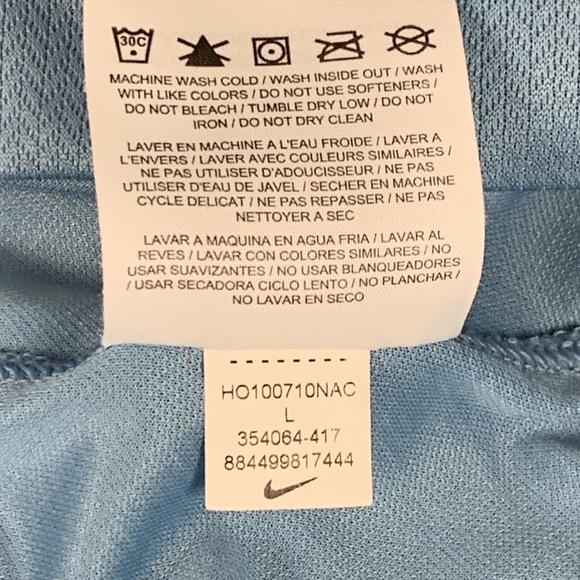 30C
MACHINE WASH COLD / WASH INSIDE OUT / WASH
WITH LIKE COLORS / DO NOT USE SOFTENERS /
DO NOT BLEACH / TUMBLE DRY LOW / DO NOT
IRON / DO NOT DRY CLEAN
LAVER EN MACHINE A L'EAU FROIDE / LAVER A
L'ENVERS / LAVER AVEC COULEURS SIMILAIRES /
NE PAS UTILISER D'ADOUCISSEUR / NE PAS
UTILISER D'EAU DE JAVEL / SECHER EN MACHINE
CYCLE DELICAT / NE PAS REPASSER / NE PAS
NETTOYER A SEC
LAVAR A MAQUINA EN AGUA FRIA / LAVAR AL
REVES / LAVAR CON COLORES SIMILARES / NO
USAR SUAVIZANTES / NO USAR BLANQUEADORES
/ USAR SECADORA CICLO LENTO / NO PLANCHAR /
NO LAVAR EN SECO
HO100710NAC
L
354064-417
884499817444